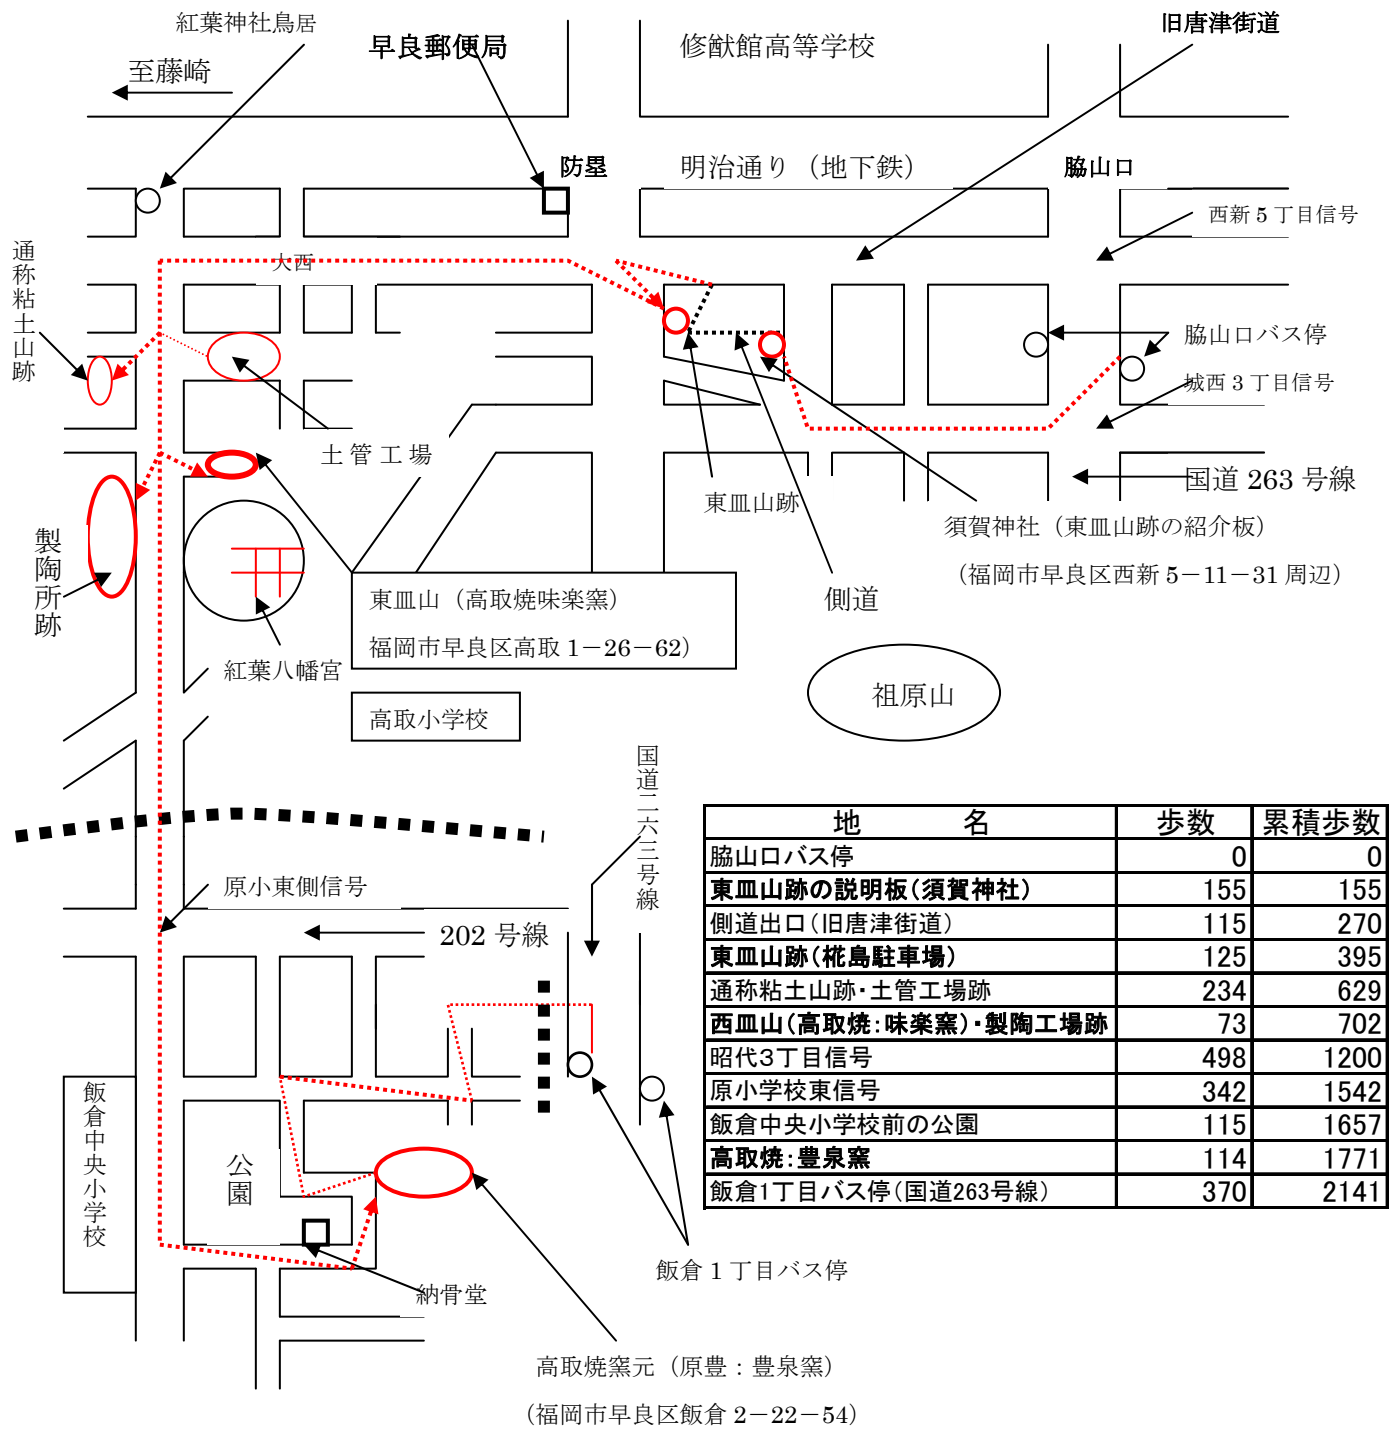 紅葉神社鳥居
早良郵便局
修猷館高等学校
旧唐津街道
至藤崎
防塁
明治通り（地下鉄）
脇山口
西新 5 丁目信号
通称粘土山跡
大西
脇山口バス停
城西 3 丁目信号
土管工場
国道 263 号線
東皿山跡
須賀神社（東皿山跡の紹介板）
（福岡市早良区西新 5－11－31 周辺）
側道
製陶所跡
東皿山（高取焼味楽窯）
福岡市早良区高取 1－26－62）
紅葉八幡宮
高取小学校
祖原山
国道二六三号線
原小東側信号
202 号線
地名 歩数 累積歩数
脇山口バス停 0 0
東皿山跡の説明板（須賀神社） 155 155
側道出口（旧唐津街道） 115 270
東皿山跡（椛島駐車場） 125 395
通称粘土山跡・土管工場跡 234 629
西皿山（高取焼：味楽窯）・製陶工場跡 73 702
昭代３丁目信号 498 1200
原小学校東信号 342 1542
飯倉中央小学校前の公園 115 1657
高取焼：豊泉窯 114 1771
飯倉1丁目バス停（国道263号線） 370 2141
飯倉中央小学校
公園
納骨堂
飯倉 1 丁目バス停
高取焼窯元（原豊：豊泉窯）
（福岡市早良区飯倉 2－22－54）